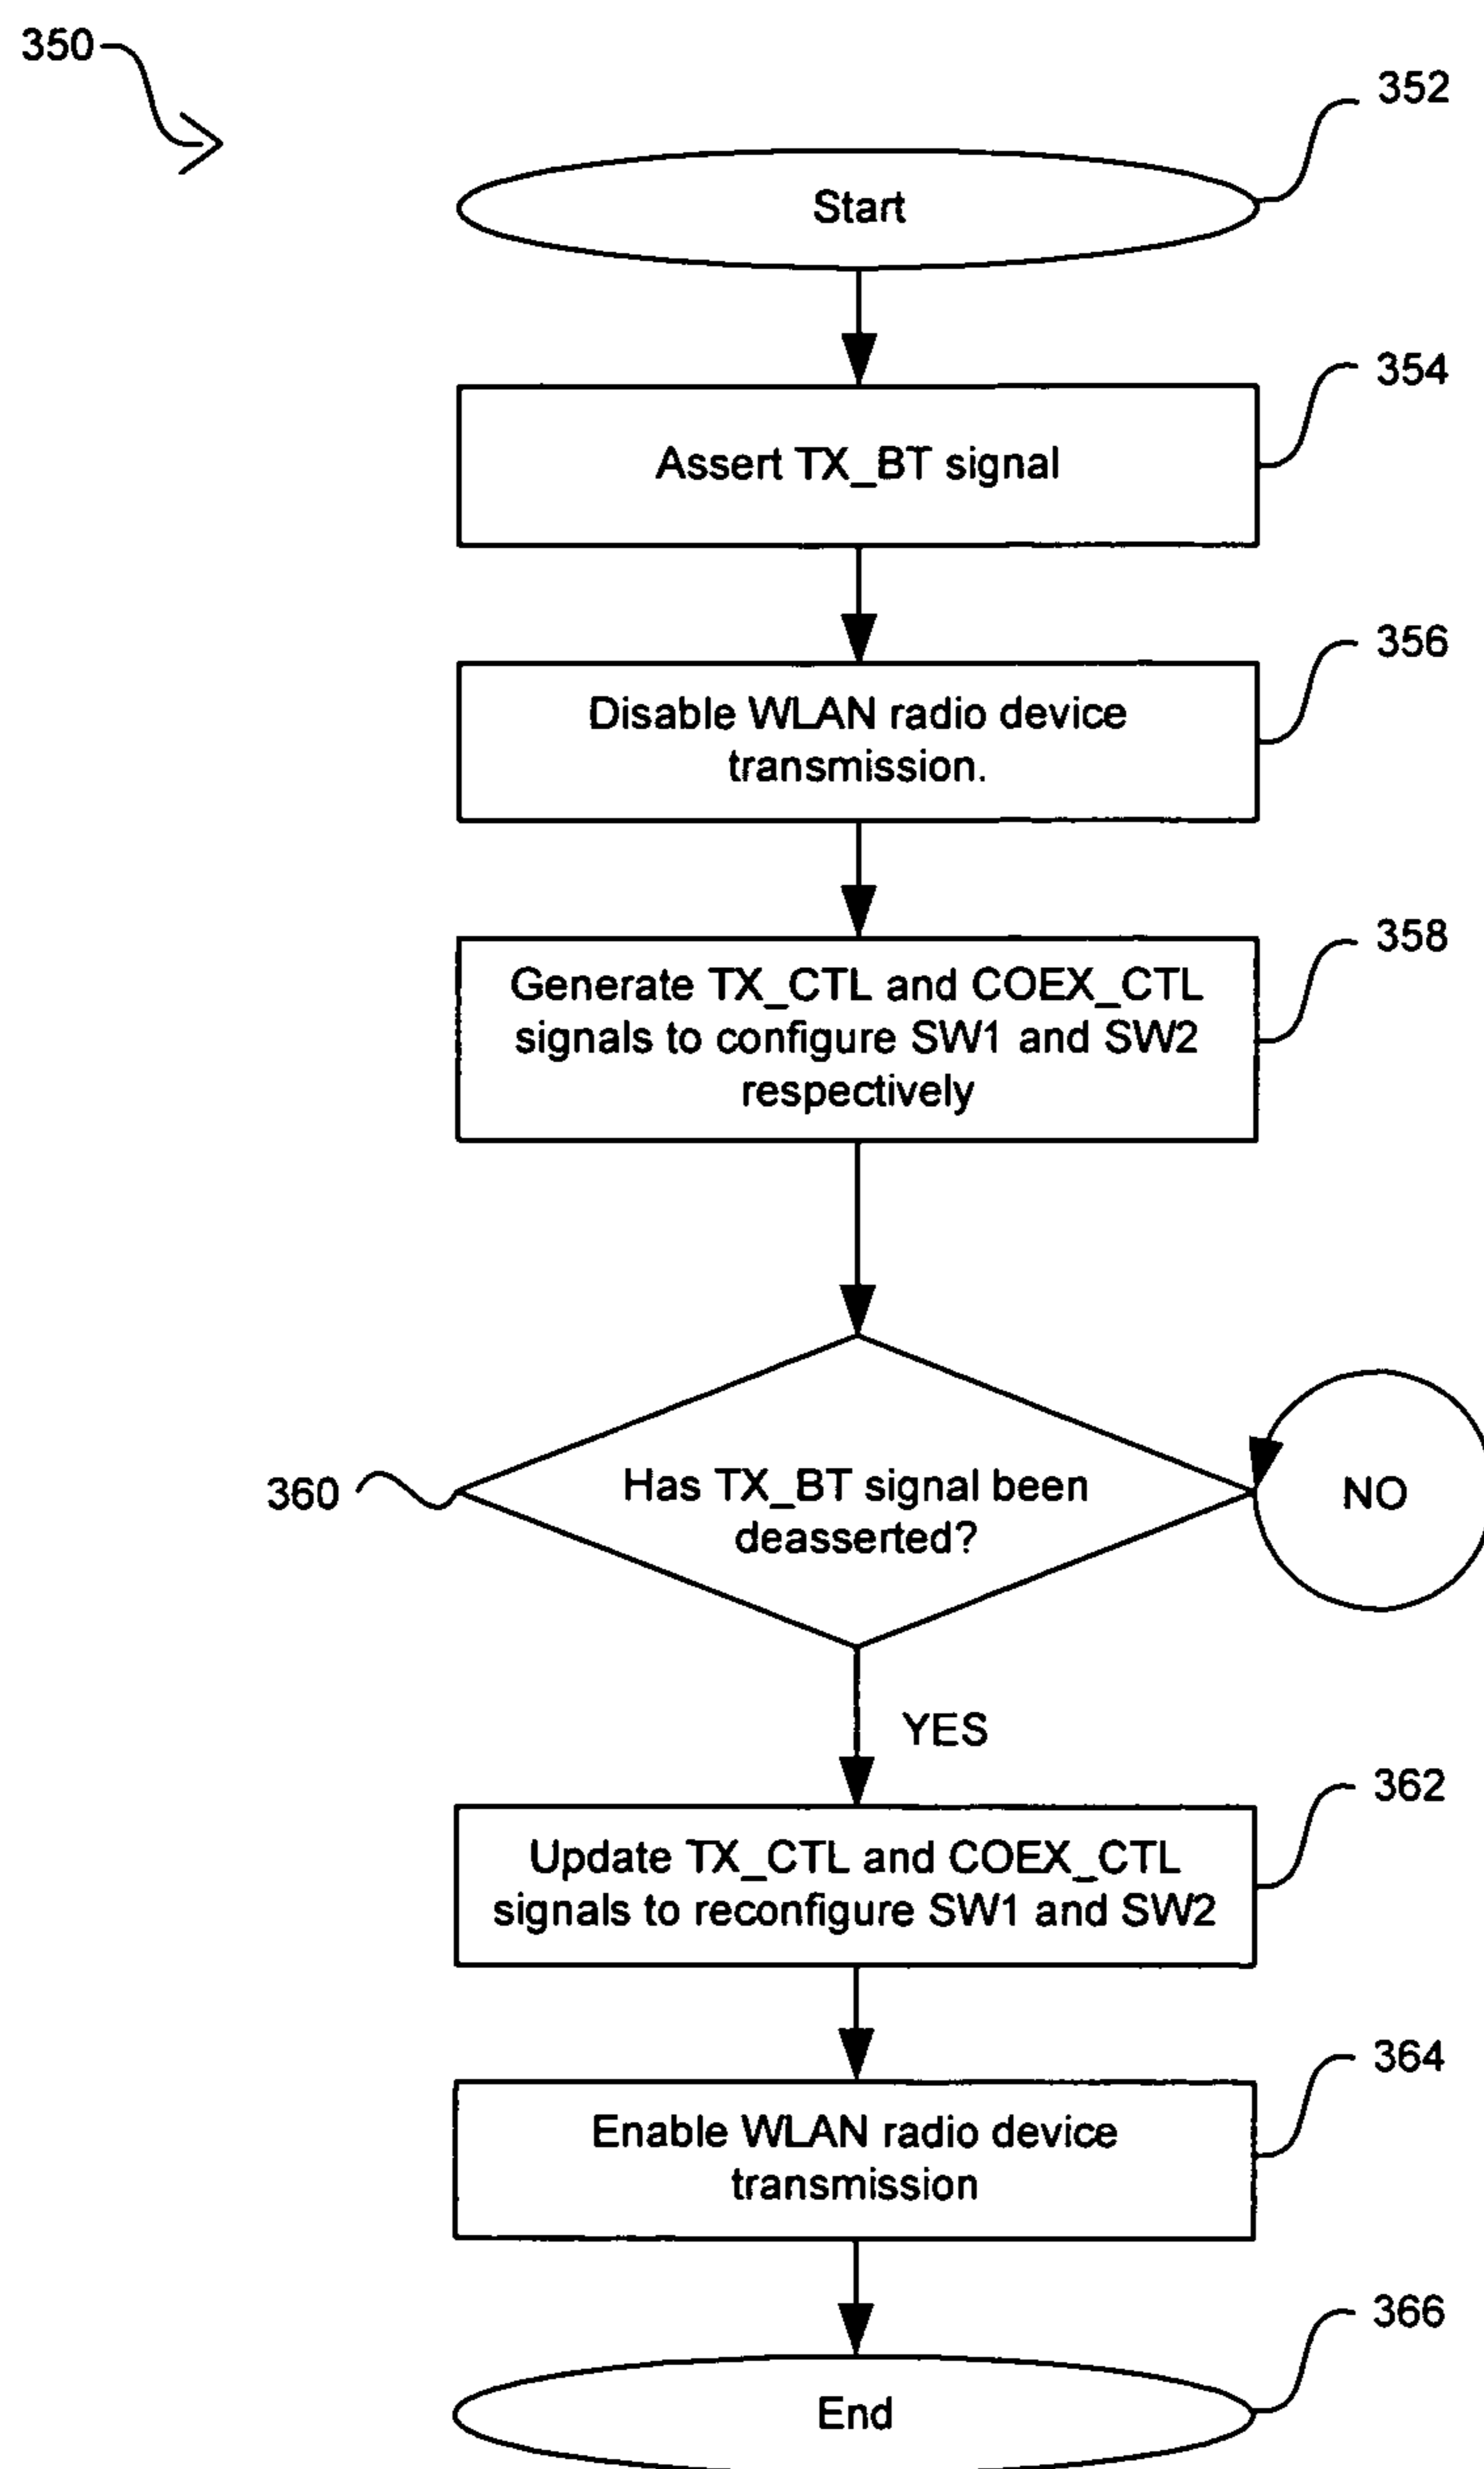 350
352
Start
354
Assert TX_BT signal
356
Disable WLAN radio device
transmission.
358
Generate TX_CTL and COEX_CTL
signals to configure SW1 and SW2
respectively
360
Has TX_BT signal been
deasserted?
NO
YES
362
Update TX_CTL and COEX_CTL
signals to reconfigure SW1 and SW2
364
Enable WLAN radio device
transmission
366
End